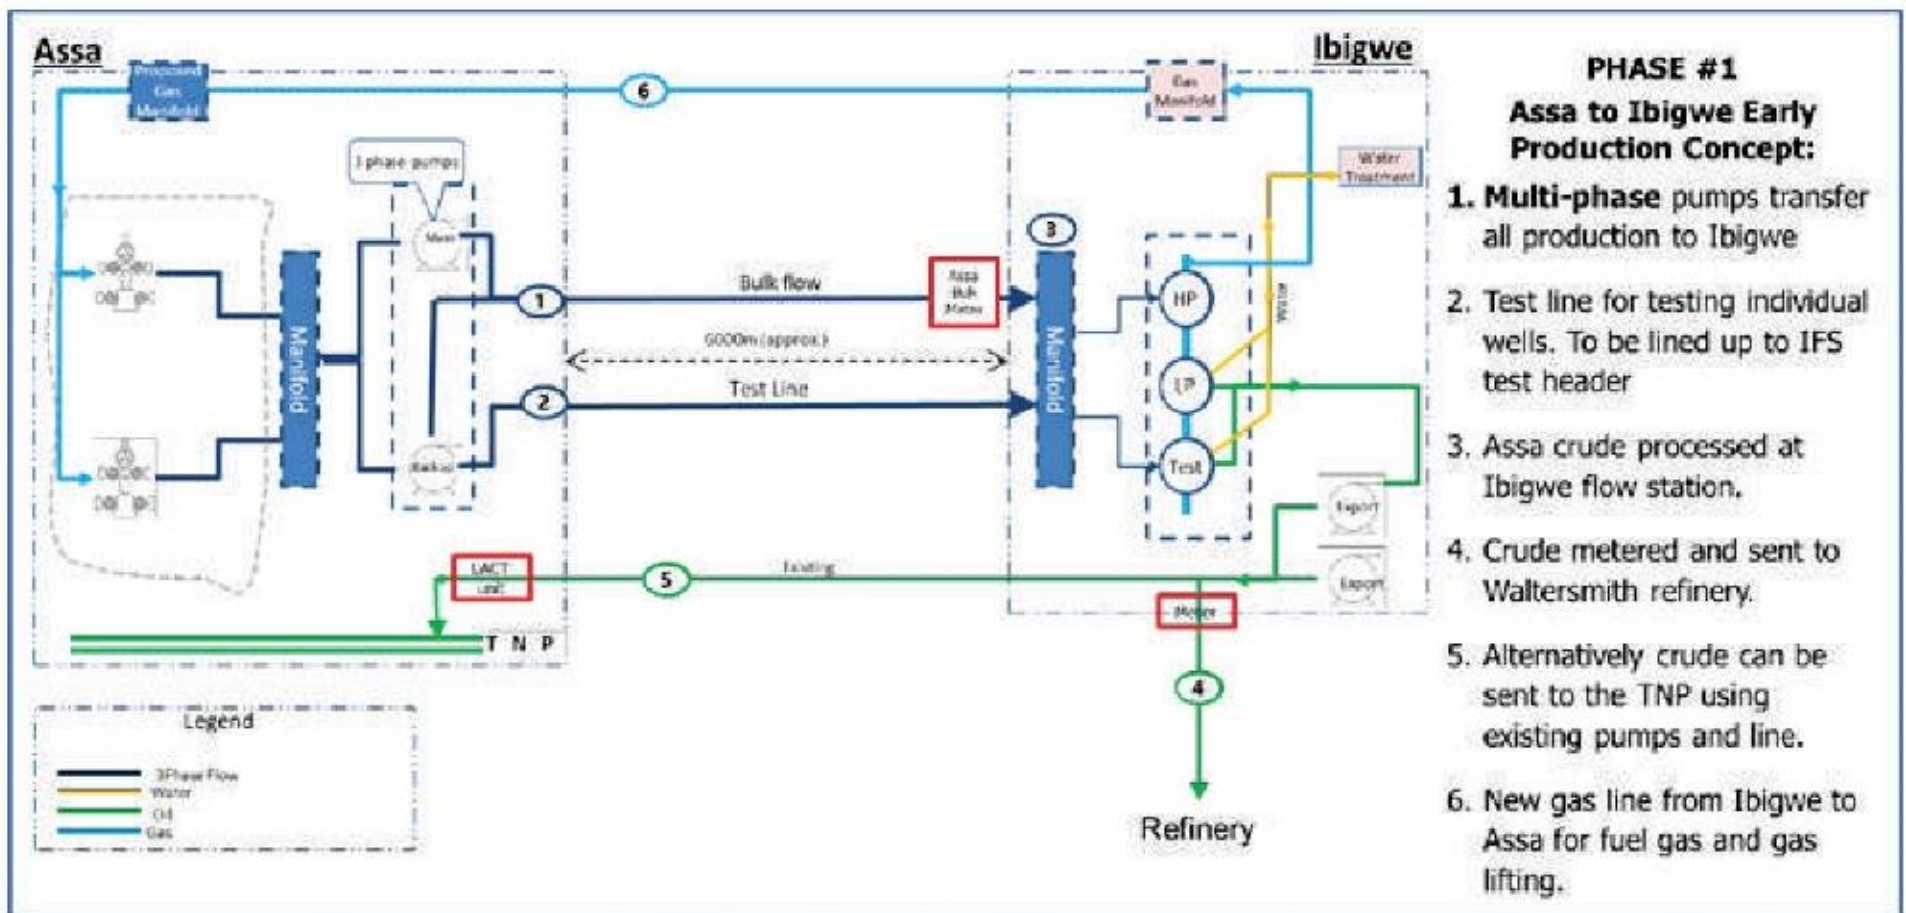 Assa
Ibigwe
Proposed
Gas
Manifold
6
Gas
Manifold
Water
Treatment
3 phase pumps
Main
3
Manifold
1
Bulk flow
Assa
Bulk
Meter
Manifold
HP
Water
6000m (approx.)
LP
2
Test Line
Backup
Test
Export
Export
LACT
unit
5
Existing
Meter
T N P
4
Refinery
Legend
3Phase Flow
Water
Oil
Gas
PHASE #1
Assa to Ibigwe Early
Production Concept:
1. Multi-phase pumps transfer
all production to Ibigwe
2. Test line for testing individual
wells. To be lined up to IFS
test header
3. Assa crude processed at
Ibigwe flow station.
4. Crude metered and sent to
Waltersmith refinery.
5. Alternatively crude can be
sent to the TNP using
existing pumps and line.
6. New gas line from Ibigwe to
Assa for fuel gas and gas
lifting.